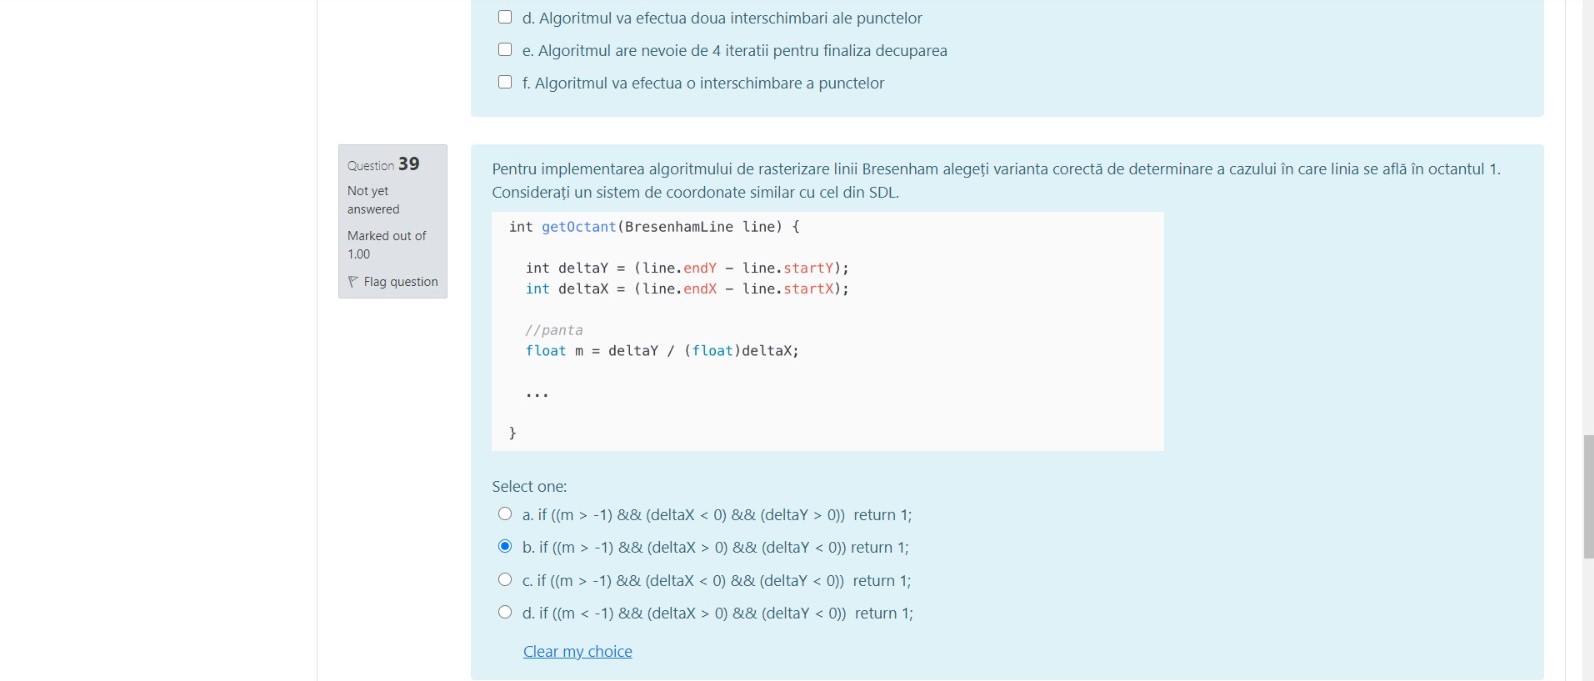 d. Algoritmul va efectua doua interschimbari ale punctelor
e. Algoritmul are nevoie de 4 iteratii pentru finaliza decuparea
f. Algoritmul va efectua o interschimbare a punctelor
Question 39
Not yet
answered
Marked out of
1.00
Flag question
Pentru implementarea algoritmului de rasterizare linii Bresenham alegeți varianta corectă de determinare a cazului în care linia se află în octantul 1.
Considerați un sistem de coordonate similar cu cel din SDL.
int getOctant(BresenhamLine line) {
int deltaY = (line.endY - line.startY);
int deltaX = (line.endX - line.startX);
//panta
float m = deltaY / (float)deltaX;
...
}
Select one:
a. if ((m > -1) && (deltaX < 0) && (deltaY > 0))  return 1;
b. if ((m > -1) && (deltaX > 0) && (deltaY < 0)) return 1;
c. if ((m > -1) && (deltaX < 0) && (deltaY < 0))  return 1;
d. if ((m < -1) && (deltaX > 0) && (deltaY < 0))  return 1;
Clear my choice